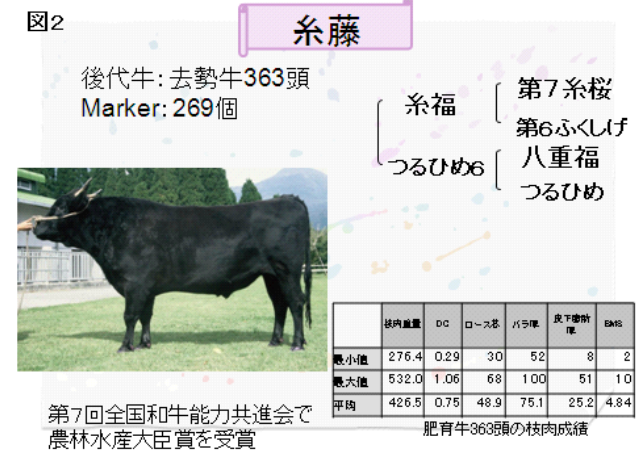 図2
糸藤
後代牛：去勢牛363頭
Marker：269個
糸福
第7糸桜
第6ふくしげ
つるひめ6
八重福
つるひめ
枝肉重量 DG ロース芯 バラ厚 皮下脂肪厚 BMS
最小値 276.4 0.29 30 52 8 2
最大値 532.0 1.06 68 100 51 10
平均 426.5 0.75 48.9 75.1 25.2 4.84
肥育牛363頭の枝肉成績
第7回全国和牛能力共進会で
農林水産大臣賞を受賞